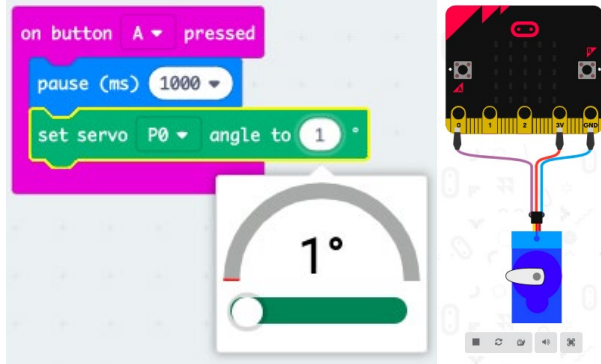 on button A pressed
pause (ms) 1000
set servo P0 angle to 1 °
1°
A
B
0 1 2 3V GND